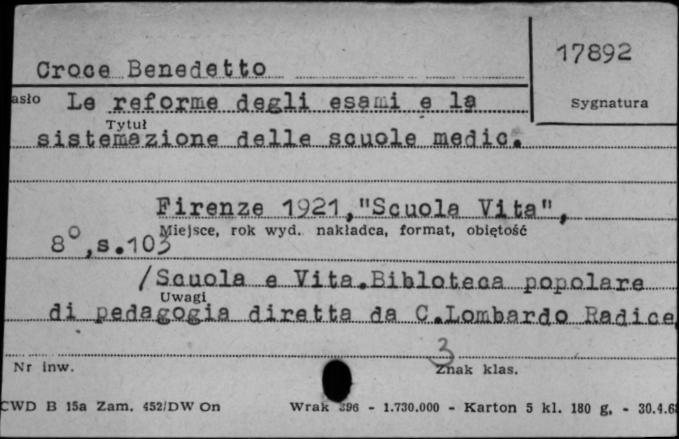 Croce Benedetto
17892
asło Le reforme degli esami e la
Sygnatura
Tytuł
sistemazione delle scuole medic.
Firenze 1921,"Scuola Vita",
Miejsce, rok wyd. nakładca, format, objętość
8°,s.103
/Scuola e Vita.Bibloteca popolare
Uwagi
di pedagogia diretta da C.Lombardo Radice
3
Nr inw.
Znak klas.
CWD B 15a Zam. 452/DW On Wrak 396 - 1.730.000 - Karton 5 kl. 180 g. - 30.4.68